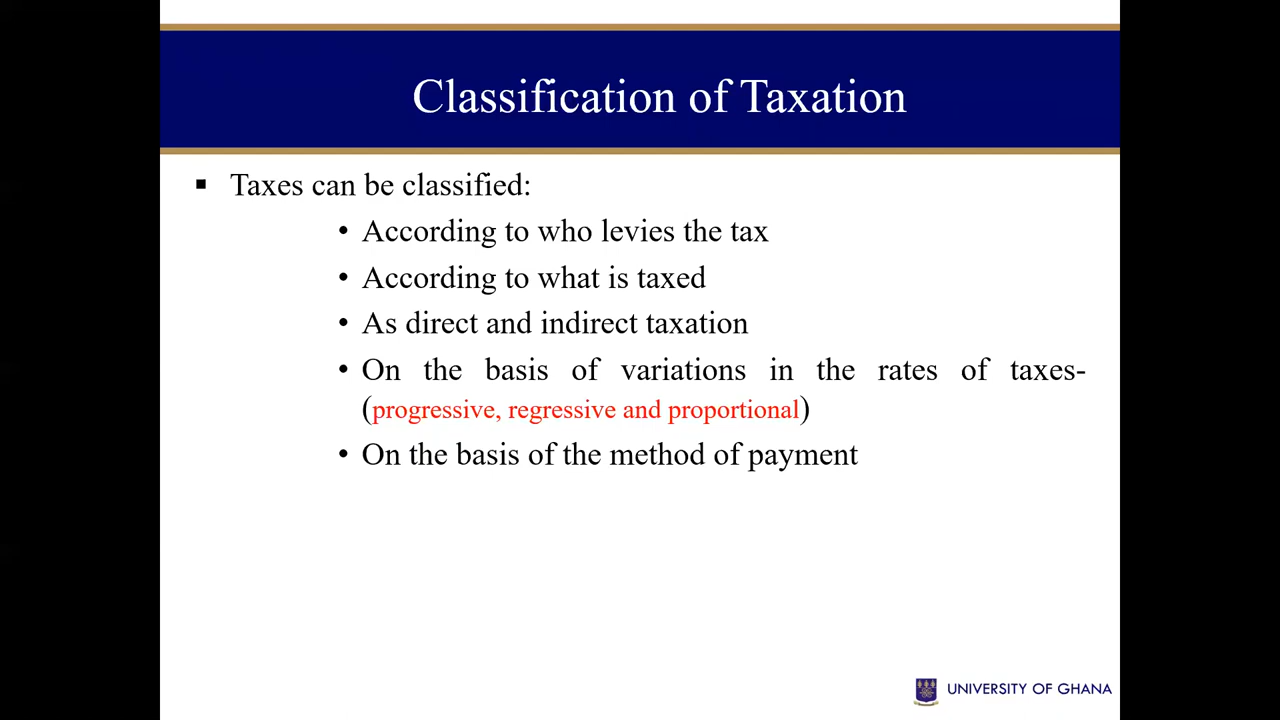 Classification of Taxation
▪ Taxes can be classified:
• According to who levies the tax
• According to what is taxed
• As direct and indirect taxation
• On the basis of variations in the rates of taxes-
(progressive, regressive and proportional)
• On the basis of the method of payment
UNIVERSITY OF GHANA